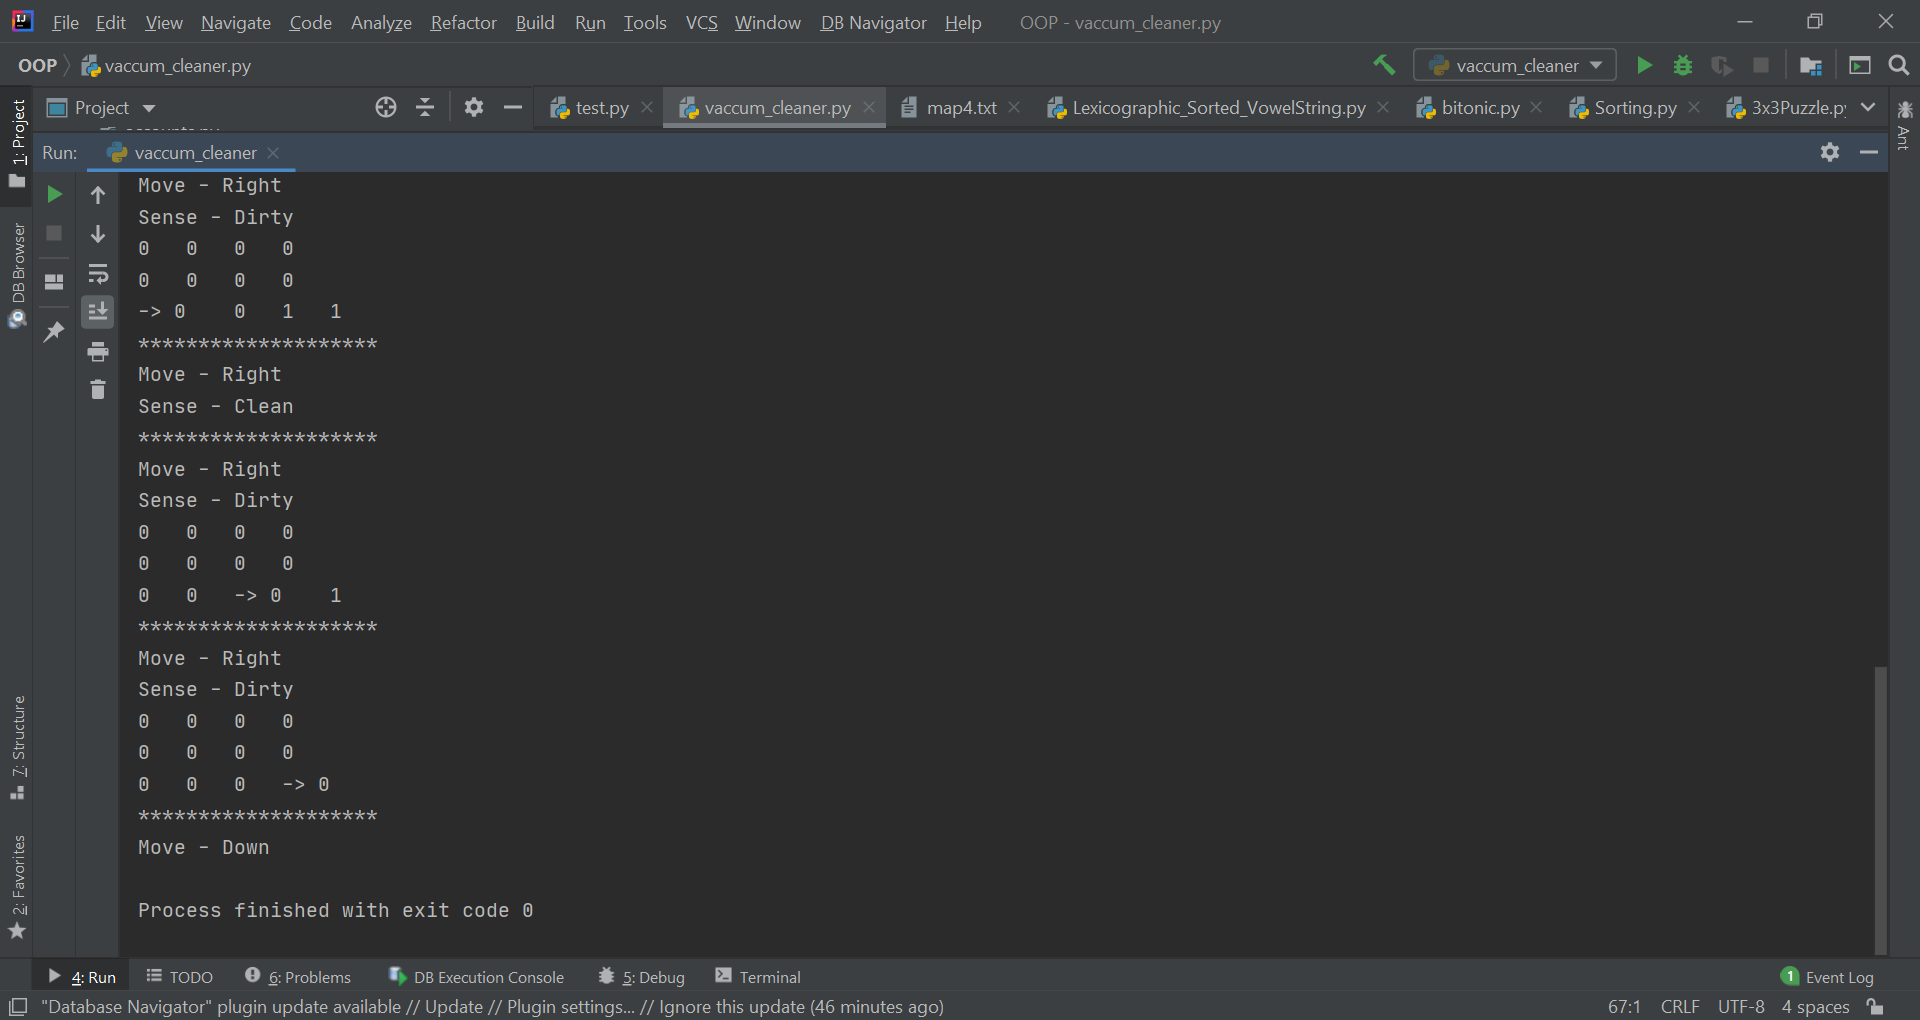 File Edit View Navigate Code Analyze Refactor Build Run Tools VCS Window DB Navigator Help OOP - vaccum_cleaner.py
OOP vaccum_cleaner.py vaccum_cleaner
1: Project
Project test.py vaccum_cleaner.py map4.txt Lexicographic_Sorted_VowelString.py bitonic.py Sorting.py 3x3Puzzle.py
Ant
Run: vaccum_cleaner
DB Browser
Move - Right
Sense - Dirty
0 0 0 0
0 0 0 0
-> 0 0 1 1
********************
Move - Right
Sense - Clean
********************
Move - Right
Sense - Dirty
0 0 0 0
0 0 0 0
0 0 -> 0 1
********************
Move - Right
Sense - Dirty
0 0 0 0
0 0 0 0
0 0 0 -> 0
********************
Move - Down
Process finished with exit code 0
7: Structure
2: Favorites
4: Run TODO 6: Problems DB Execution Console 5: Debug Terminal 1 Event Log
"Database Navigator" plugin update available // Update // Plugin settings... // Ignore this update (46 minutes ago) 67:1 CRLF UTF-8 4 spaces